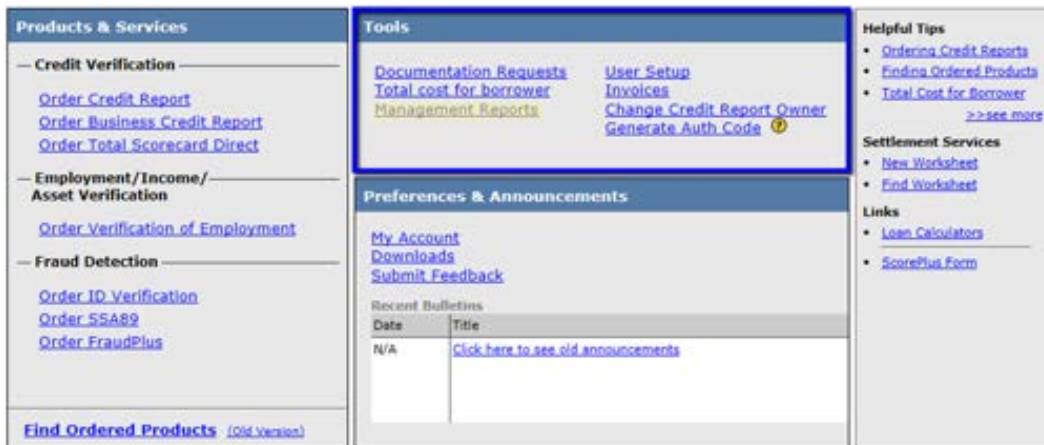 Products & Services
Credit Verification
Order Credit Report
Order Business Credit Report
Order Total Scorecard Direct
Employment/Income/
Asset Verification
Order Verification of Employment
Fraud Detection
Order ID Verification
Order SSA89
Order FraudPlus
Find Ordered Products (Old Version)
Tools
Documentation Requests
Total cost for borrower
Management Reports
User Setup
Invoices
Change Credit Report Owner
Generate Auth Code ?
Preferences & Announcements
My Account
Downloads
Submit Feedback
Recent Bulletins
Date Title
N/A Click here to see old announcements
Helpful Tips
• Ordering Credit Reports
• Finding Ordered Products
• Total Cost for Borrower
>>see more
Settlement Services
• New Worksheet
• Find Worksheet
Links
• Loan Calculators
• ScorePlus Form